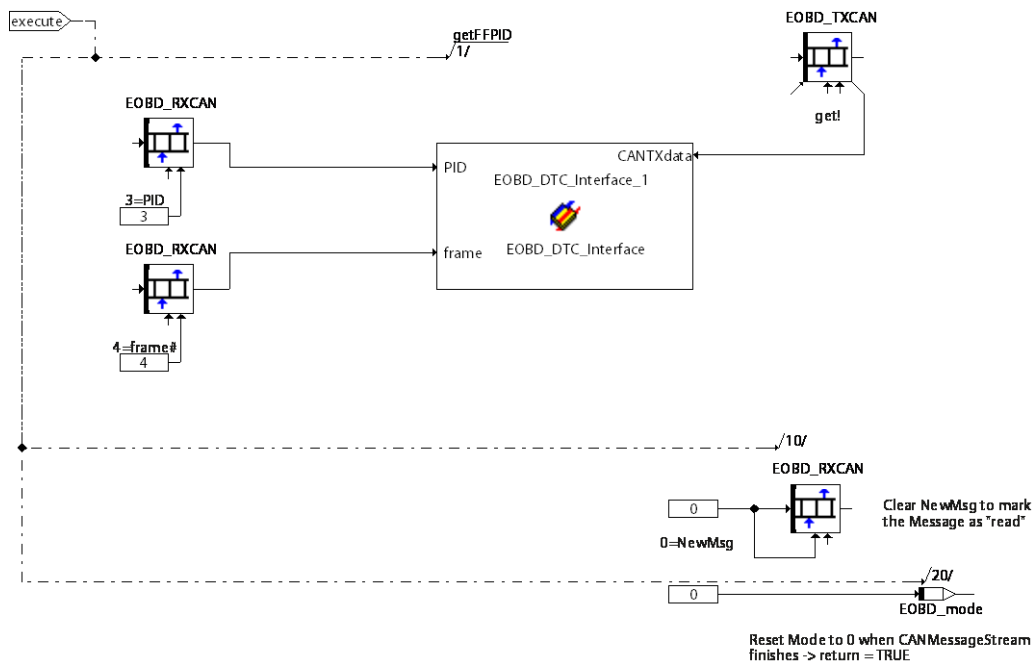 execute
getFFPID
/1/
EOBD_TXCAN
get!
EOBD_RXCAN
3=PID
3
EOBD_RXCAN
4=frame#
4
PID
CANTXdata
EOBD_DTC_Interface_1
frame
EOBD_DTC_Interface
/10/
EOBD_RXCAN
0
0=NewMsg
Clear NewMsg to mark
the Message as "read"
/20/
0
EOBD_mode
Reset Mode to 0 when CANMessageStream
finishes -> return = TRUE